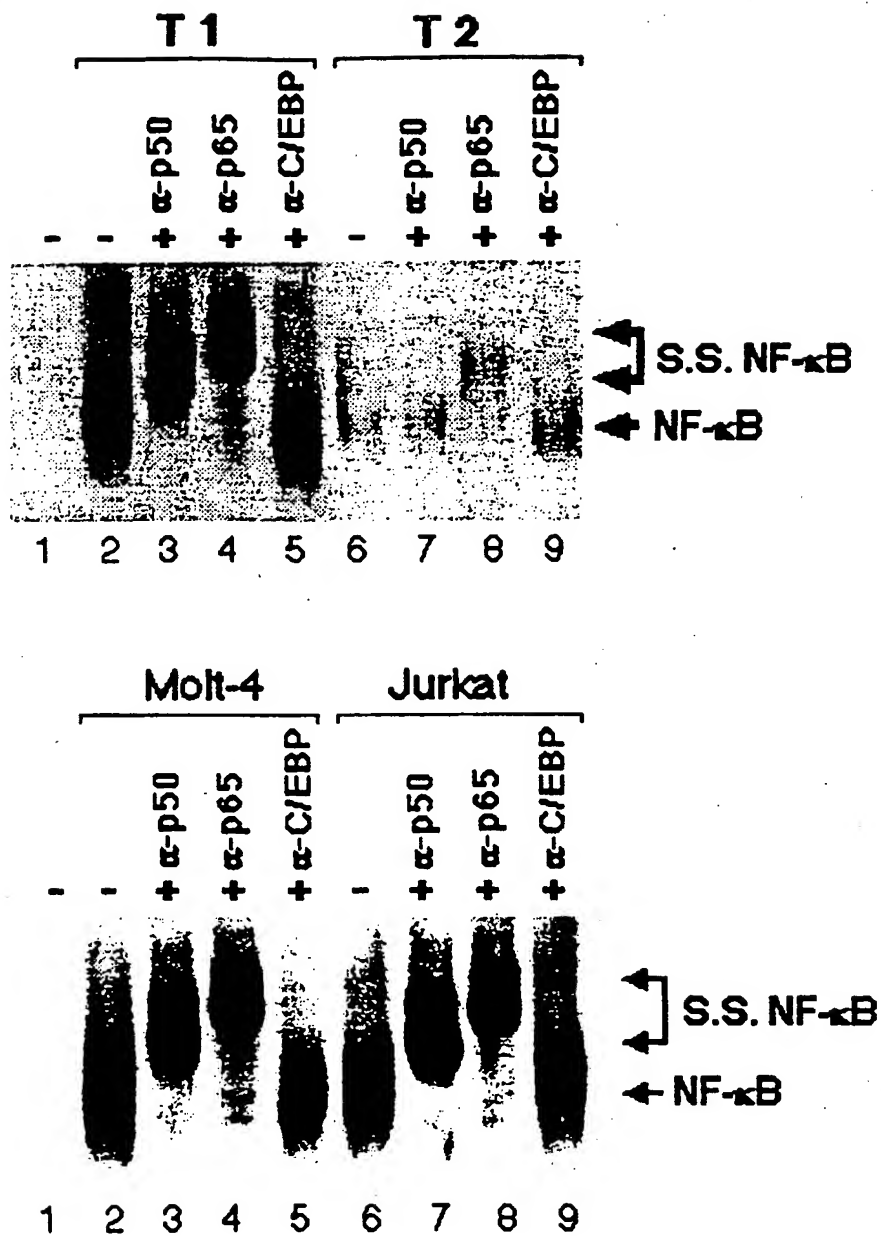 T 1 T 2
α-p50 α-p65 α-C/EBP α-p50 α-p65 α-C/EBP
- - + + + - + + +
S.S. NF-κB
NF-κB
1 2 3 4 5 6 7 8 9
Molt-4 Jurkat
α-p50 α-p65 α-C/EBP α-p50 α-p65 α-C/EBP
- - + + + - + + +
S.S. NF-κB
NF-κB
1 2 3 4 5 6 7 8 9